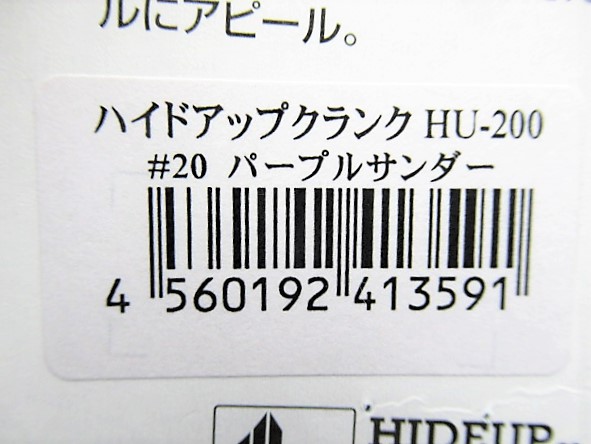 ルにアピール。
ハイドアップクランク HU-200
#20 パープルサンダー
4 560192 413591
HIDEUP